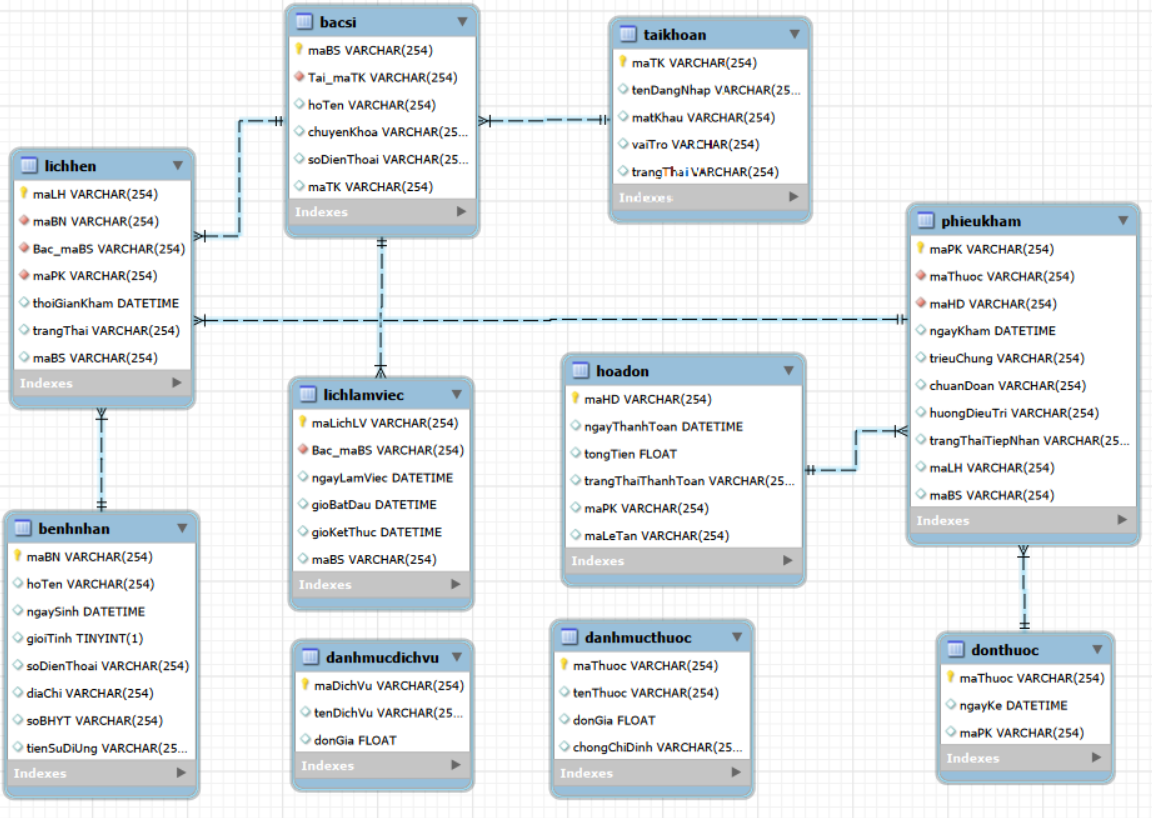 bacsi
maBS VARCHAR(254)
Tai_maTK VARCHAR(254)
hoTen VARCHAR(254)
chuyenKhoa VARCHAR(25...
soDienThoai VARCHAR(25...
maTK VARCHAR(254)
Indexes
taikhoan
maTK VARCHAR(254)
tenDangNhap VARCHAR(25...
matKhau VARCHAR(254)
vaiTro VARCHAR(254)
trangThai VARCHAR(254)
Indexes
lichhen
maLH VARCHAR(254)
maBN VARCHAR(254)
Bac_maBS VARCHAR(254)
maPK VARCHAR(254)
thoiGianKham DATETIME
trangThai VARCHAR(254)
maBS VARCHAR(254)
Indexes
phieukham
maPK VARCHAR(254)
maThuoc VARCHAR(254)
maHD VARCHAR(254)
ngayKham DATETIME
trieuChung VARCHAR(254)
chuanDoan VARCHAR(254)
huongDieuTri VARCHAR(254)
trangThaiTiepNhan VARCHAR(25...
maLH VARCHAR(254)
maBS VARCHAR(254)
Indexes
lichlamviec
maLichLV VARCHAR(254)
Bac_maBS VARCHAR(254)
ngayLamViec DATETIME
gioBatDau DATETIME
gioKetThuc DATETIME
maBS VARCHAR(254)
Indexes
hoadon
maHD VARCHAR(254)
ngayThanhToan DATETIME
tongTien FLOAT
trangThaiThanhToan VARCHAR(25...
maPK VARCHAR(254)
maLeTan VARCHAR(254)
Indexes
benhnhan
maBN VARCHAR(254)
hoTen VARCHAR(254)
ngaySinh DATETIME
gioiTinh TINYINT(1)
soDienThoai VARCHAR(254)
diaChi VARCHAR(254)
soBHYT VARCHAR(254)
tienSuDiUng VARCHAR(25...
Indexes
danhmucdichvu
maDichVu VARCHAR(254)
tenDichVu VARCHAR(25...
donGia FLOAT
Indexes
danhmucthuoc
maThuoc VARCHAR(254)
tenThuoc VARCHAR(254)
donGia FLOAT
chongChiDinh VARCHAR(25...
Indexes
donthuoc
maThuoc VARCHAR(254)
ngayKe DATETIME
maPK VARCHAR(254)
Indexes